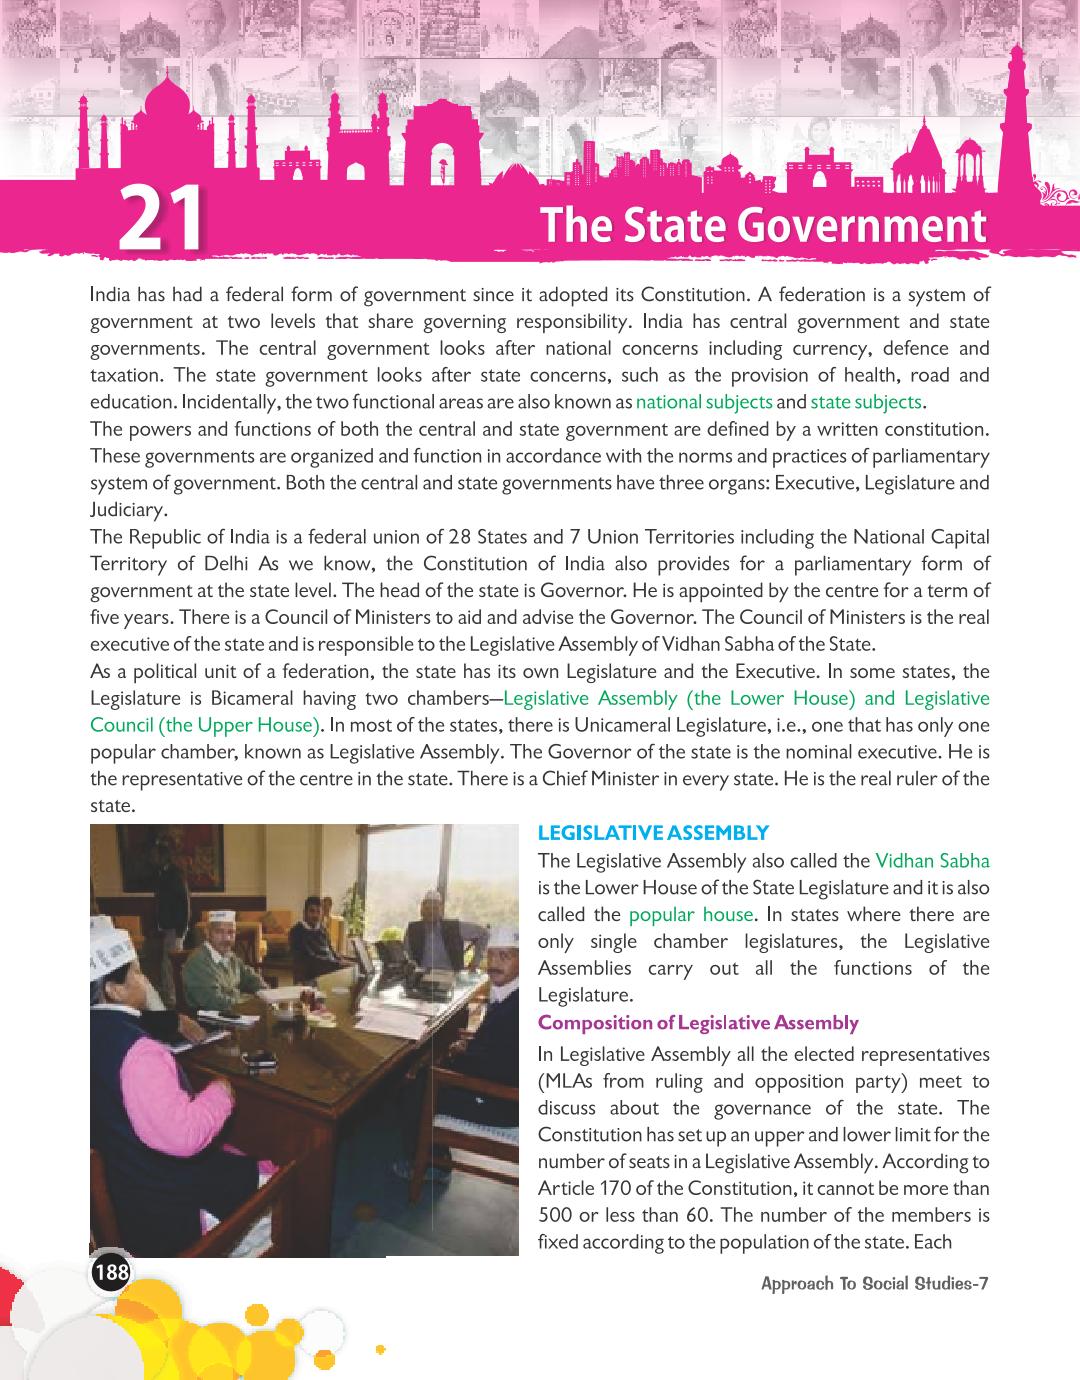 21
The State Government
India has had a federal form of government since it adopted its Constitution. A federation is a system of
government at two levels that share governing responsibility. India has central government and state
governments. The central government looks after national concerns including currency, defence and
taxation. The state government looks after state concerns, such as the provision of health, road and
education. Incidentally, the two functional areas are also known as national subjects and state subjects.
The powers and functions of both the central and state government are defined by a written constitution.
These governments are organized and function in accordance with the norms and practices of parliamentary
system of government. Both the central and state governments have three organs: Executive, Legislature and
Judiciary.
The Republic of India is a federal union of 28 States and 7 Union Territories including the National Capital
Territory of Delhi As we know, the Constitution of India also provides for a parliamentary form of
government at the state level. The head of the state is Governor. He is appointed by the centre for a term of
five years. There is a Council of Ministers to aid and advise the Governor. The Council of Ministers is the real
executive of the state and is responsible to the Legislative Assembly of Vidhan Sabha of the State.
As a political unit of a federation, the state has its own Legislature and the Executive. In some states, the
Legislature is Bicameral having two chambers—Legislative Assembly (the Lower House) and Legislative
Council (the Upper House). In most of the states, there is Unicameral Legislature, i.e., one that has only one
popular chamber, known as Legislative Assembly. The Governor of the state is the nominal executive. He is
the representative of the centre in the state. There is a Chief Minister in every state. He is the real ruler of the
state.
LEGISLATIVE ASSEMBLY
The Legislative Assembly also called the Vidhan Sabha
is the Lower House of the State Legislature and it is also
called the popular house. In states where there are
only single chamber legislatures, the Legislative
Assemblies carry out all the functions of the
Legislature.
Composition of Legislative Assembly
In Legislative Assembly all the elected representatives
(MLAs from ruling and opposition party) meet to
discuss about the governance of the state. The
Constitution has set up an upper and lower limit for the
number of seats in a Legislative Assembly. According to
Article 170 of the Constitution, it cannot be more than
500 or less than 60. The number of the members is
fixed according to the population of the state. Each
188
Approach To Social Studies-7